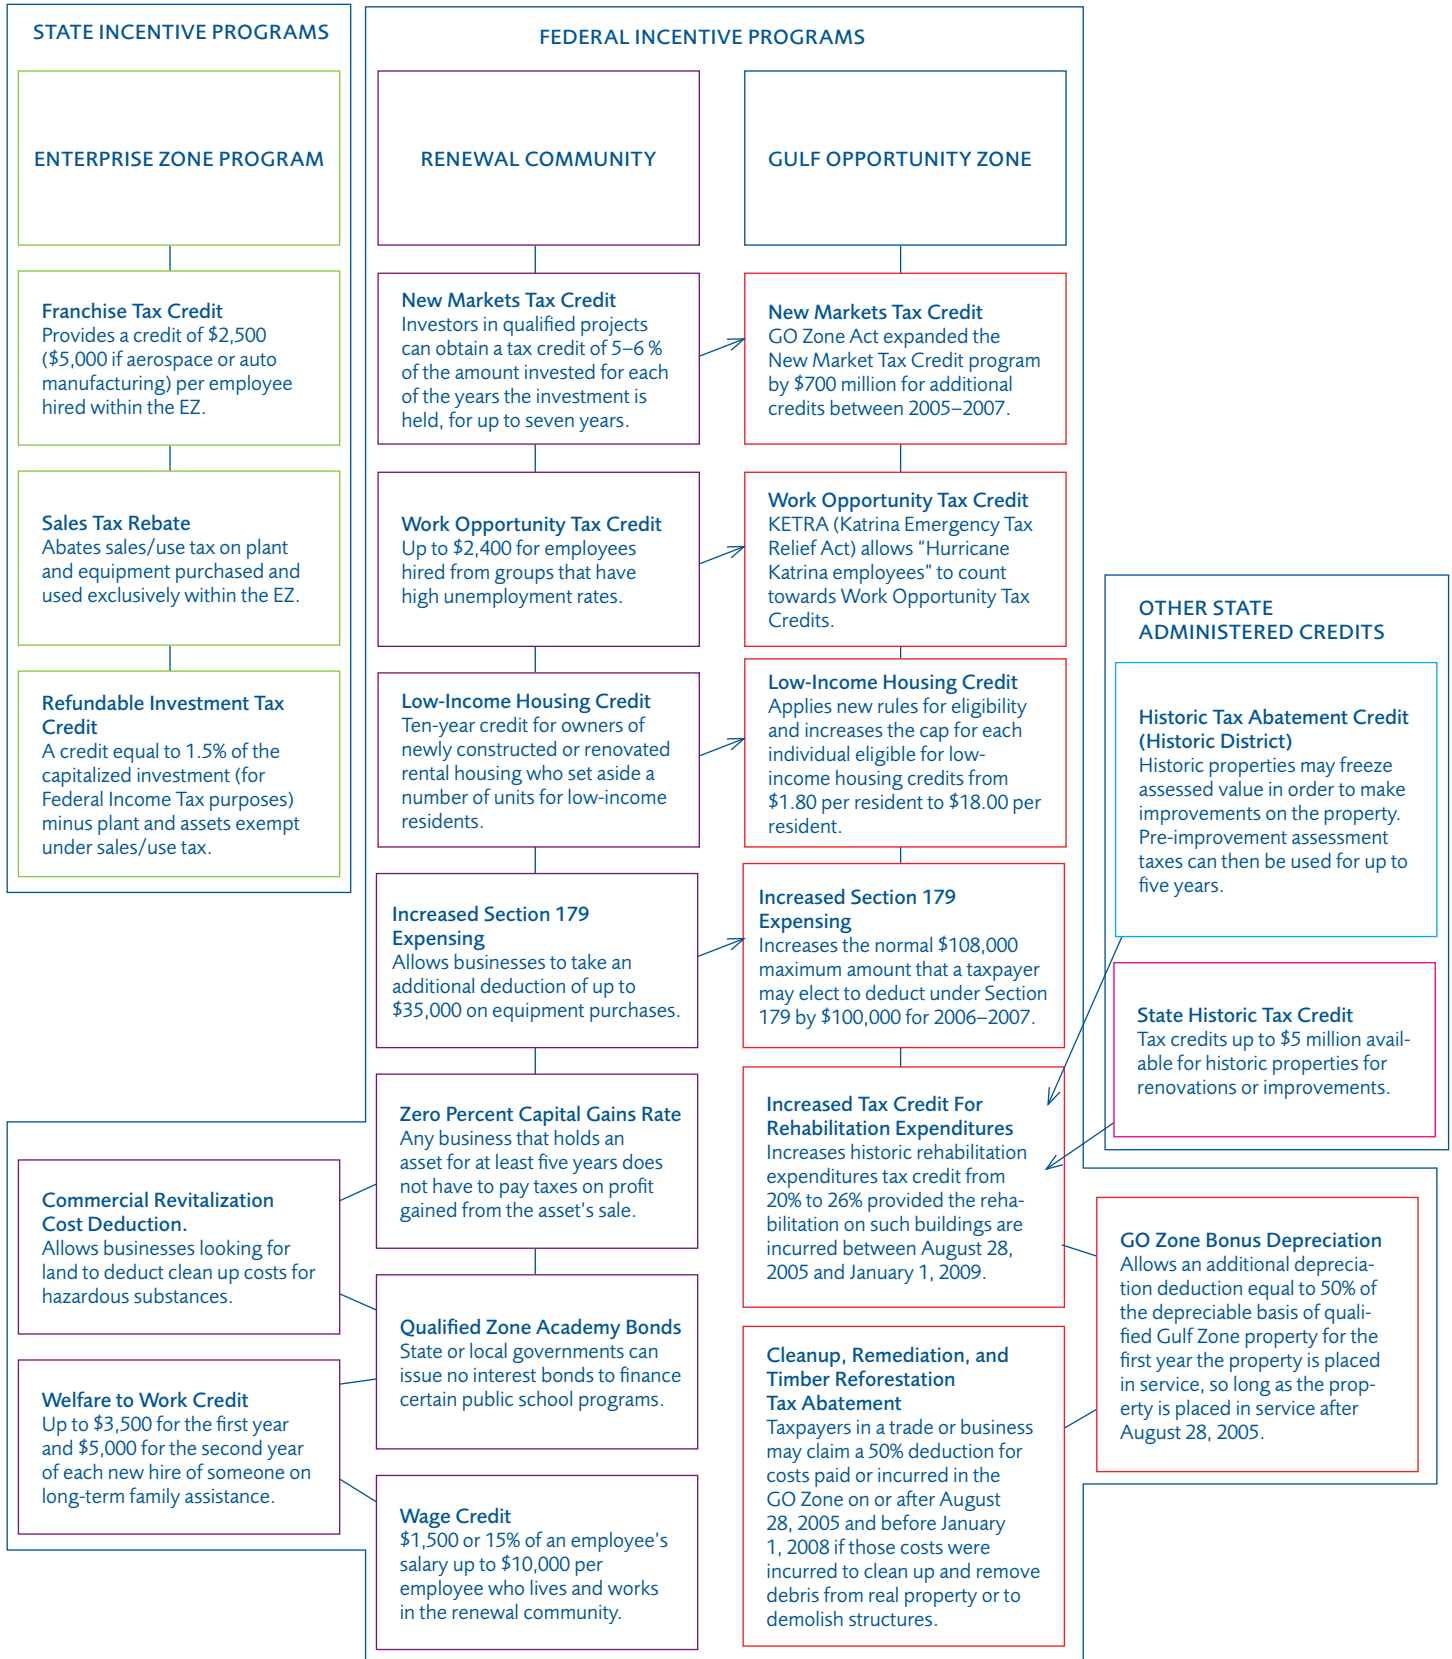 STATE INCENTIVE PROGRAMS
ENTERPRISE ZONE PROGRAM
Franchise Tax Credit
Provides a credit of $2,500
($5,000 if aerospace or auto
manufacturing) per employee
hired within the EZ.
Sales Tax Rebate
Abates sales/use tax on plant
and equipment purchased and
used exclusively within the EZ.
Refundable Investment Tax
Credit
A credit equal to 1.5% of the
capitalized investment (for
Federal Income Tax purposes)
minus plant and assets exempt
under sales/use tax.
FEDERAL INCENTIVE PROGRAMS
RENEWAL COMMUNITY
New Markets Tax Credit
Investors in qualified projects
can obtain a tax credit of 5–6 %
of the amount invested for each
of the years the investment is
held, for up to seven years.
Work Opportunity Tax Credit
Up to $2,400 for employees
hired from groups that have
high unemployment rates.
Low-Income Housing Credit
Ten-year credit for owners of
newly constructed or renovated
rental housing who set aside a
number of units for low-income
residents.
Increased Section 179
Expensing
Allows businesses to take an
additional deduction of up to
$35,000 on equipment purchases.
Zero Percent Capital Gains Rate
Any business that holds an
asset for at least five years does
not have to pay taxes on profit
gained from the asset's sale.
Commercial Revitalization
Cost Deduction.
Allows businesses looking for
land to deduct clean up costs for
hazardous substances.
Qualified Zone Academy Bonds
State or local governments can
issue no interest bonds to finance
certain public school programs.
Welfare to Work Credit
Up to $3,500 for the first year
and $5,000 for the second year
of each new hire of someone on
long-term family assistance.
Wage Credit
$1,500 or 15% of an employee's
salary up to $10,000 per
employee who lives and works
in the renewal community.
GULF OPPORTUNITY ZONE
New Markets Tax Credit
GO Zone Act expanded the
New Market Tax Credit program
by $700 million for additional
credits between 2005–2007.
Work Opportunity Tax Credit
KETRA (Katrina Emergency Tax
Relief Act) allows "Hurricane
Katrina employees" to count
towards Work Opportunity Tax
Credits.
Low-Income Housing Credit
Applies new rules for eligibility
and increases the cap for each
individual eligible for low-
income housing credits from
$1.80 per resident to $18.00 per
resident.
Increased Section 179
Expensing
Increases the normal $108,000
maximum amount that a taxpayer
may elect to deduct under Section
179 by $100,000 for 2006–2007.
Increased Tax Credit For
Rehabilitation Expenditures
Increases historic rehabilitation
expenditures tax credit from
20% to 26% provided the reha-
bilitation on such buildings are
incurred between August 28,
2005 and January 1, 2009.
GO Zone Bonus Depreciation
Allows an additional deprecia-
tion deduction equal to 50% of
the depreciable basis of quali-
fied Gulf Zone property for the
first year the property is placed
in service, so long as the prop-
erty is placed in service after
August 28, 2005.
Cleanup, Remediation, and
Timber Reforestation
Tax Abatement
Taxpayers in a trade or business
may claim a 50% deduction for
costs paid or incurred in the
GO Zone on or after August
28, 2005 and before January
1, 2008 if those costs were
incurred to clean up and remove
debris from real property or to
demolish structures.
OTHER STATE
ADMINISTERED CREDITS
Historic Tax Abatement Credit
(Historic District)
Historic properties may freeze
assessed value in order to make
improvements on the property.
Pre-improvement assessment
taxes can then be used for up to
five years.
State Historic Tax Credit
Tax credits up to $5 million avail-
able for historic properties for
renovations or improvements.